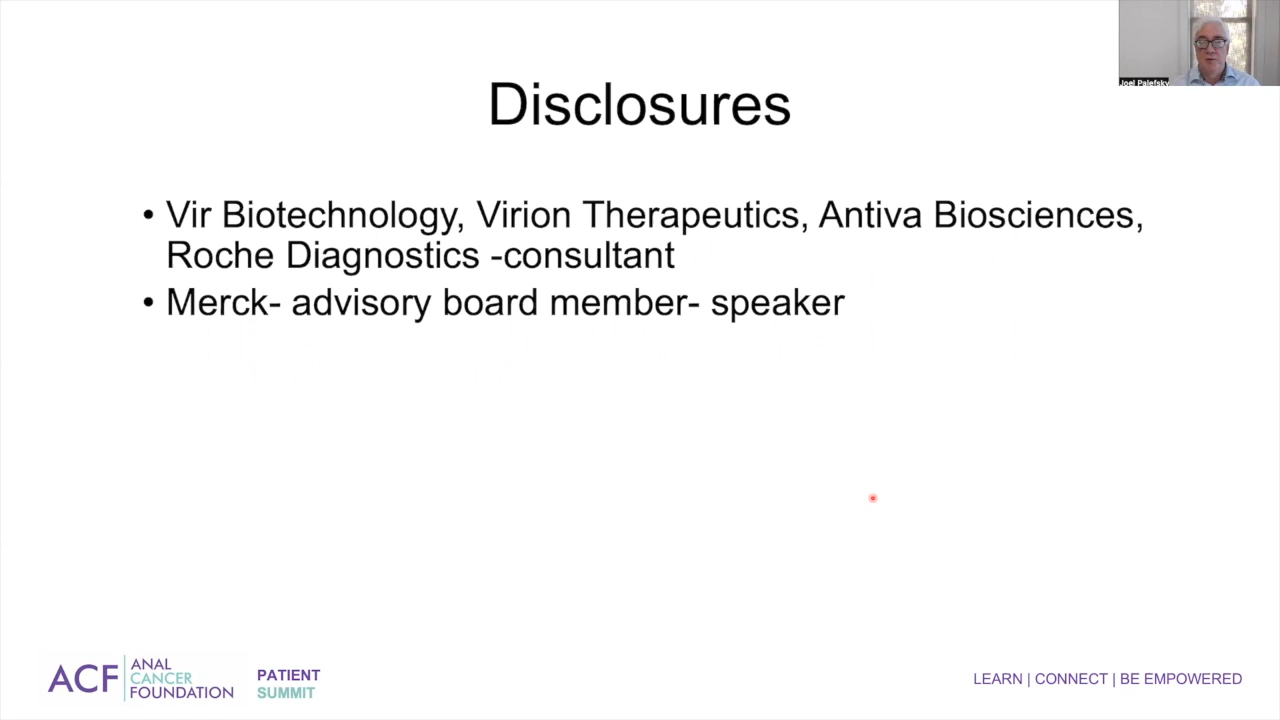 Joel Palefsky
Disclosures
• Vir Biotechnology, Virion Therapeutics, Antiva Biosciences,
Roche Diagnostics -consultant
• Merck- advisory board member- speaker
ACF
ANAL
CANCER
FOUNDATION
PATIENT
SUMMIT
LEARN | CONNECT | BE EMPOWERED